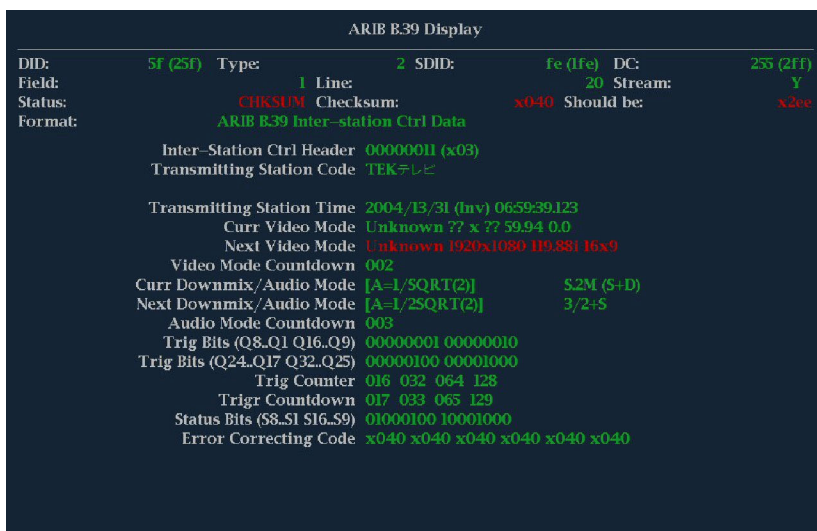 ARIB B.39 Display
DID: 5f (25f) Type: 2 SDID: fe (1fe) DC: 255 (2ff)
Field: 1 Line: 20 Stream: Y
Status: CHKSUM Checksum: x040 Should be: x2ee
Format: ARIB B.39 Inter-station Ctrl Data
Inter-Station Ctrl Header 00000011 (x03)
Transmitting Station Code TEKテレビ
Transmitting Station Time 2004/13/31 (Inv) 06:59:39.123
Curr Video Mode Unknown ?? x ?? 59.94 0.0
Next Video Mode Unknown 1920x1080 119.881 16x9
Video Mode Countdown 002
Curr Downmix/Audio Mode [A=1/SQRT(2)] S.2M (S+D)
Next Downmix/Audio Mode [A=1/2SQRT(2)] 3/2+S
Audio Mode Countdown 003
Trig Bits (Q8..Q1 Q16..Q9) 00000001 00000010
Trig Bits (Q24..Q17 Q32..Q25) 00000100 00001000
Trig Counter 016 032 064 128
Trigr Countdown 017 033 065 129
Status Bits (S8..S1 S16..S9) 01000100 10001000
Error Correcting Code x040 x040 x040 x040 x040 x040